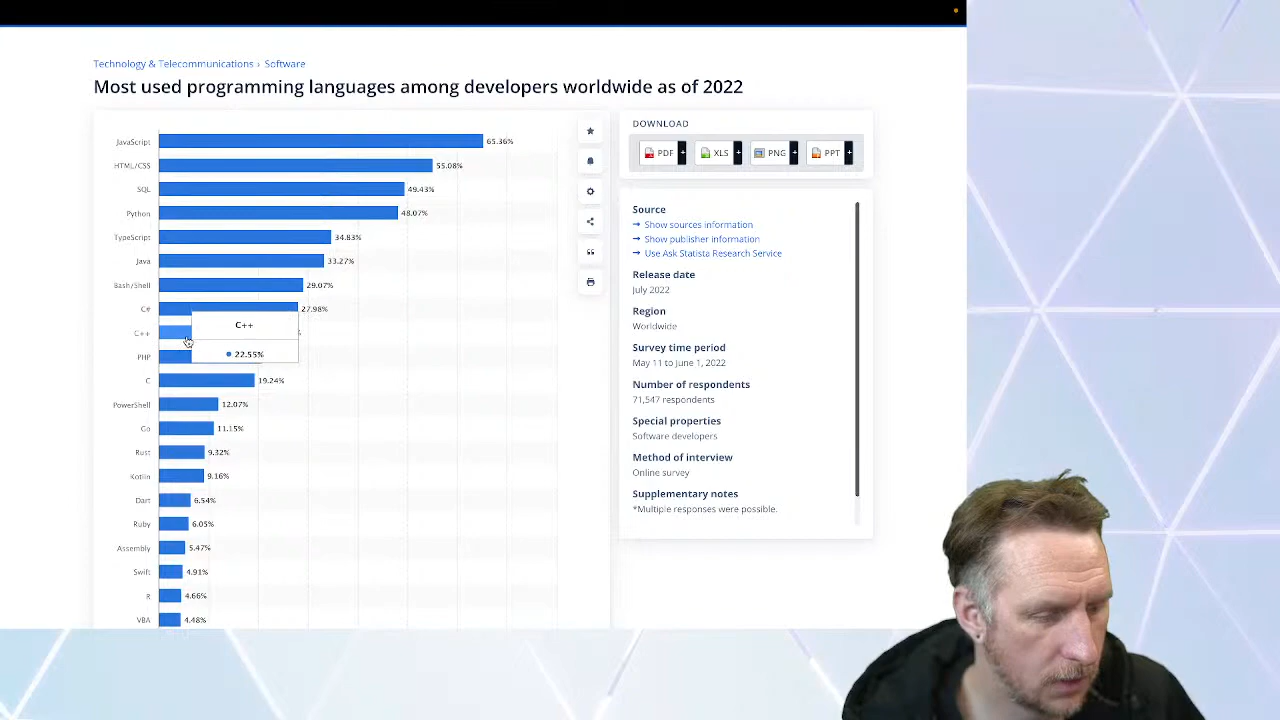 Technology & Telecommunications › Software
Most used programming languages among developers worldwide as of 2022
JavaScript 65.36%
HTML/CSS 55.08%
SQL 49.43%
Python 48.07%
TypeScript 34.83%
Java 33.27%
Bash/Shell 29.07%
C# 27.98%
C++
C++
22.55%
PHP
C 19.24%
PowerShell 12.07%
Go 11.15%
Rust 9.32%
Kotlin 9.16%
Dart 6.54%
Ruby 6.05%
Assembly 5.47%
Swift 4.91%
R 4.66%
VBA 4.48%
DOWNLOAD
PDF + XLS + PNG + PPT +
Source
→ Show sources information
→ Show publisher information
→ Use Ask Statista Research Service
Release date
July 2022
Region
Worldwide
Survey time period
May 11 to June 1, 2022
Number of respondents
71,547 respondents
Special properties
Software developers
Method of interview
Online survey
Supplementary notes
*Multiple responses were possible.